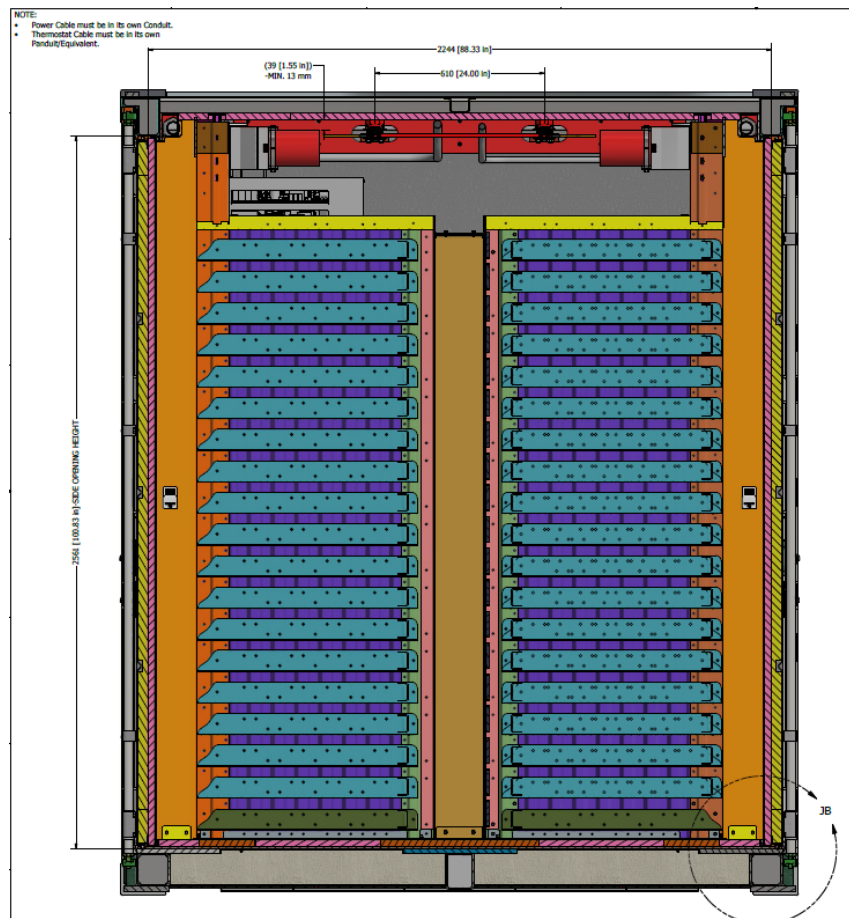 NOTE:
• Power Cable must be in its own Conduit.
• Thermostat Cable must be in its own
Panduit/Equivalent.
2244 [88.33 in]
(39 [1.55 in])
-MIN. 13 mm
610 [24.00 in]
2561 [100.83 in]-SIDE OPENING HEIGHT
JB